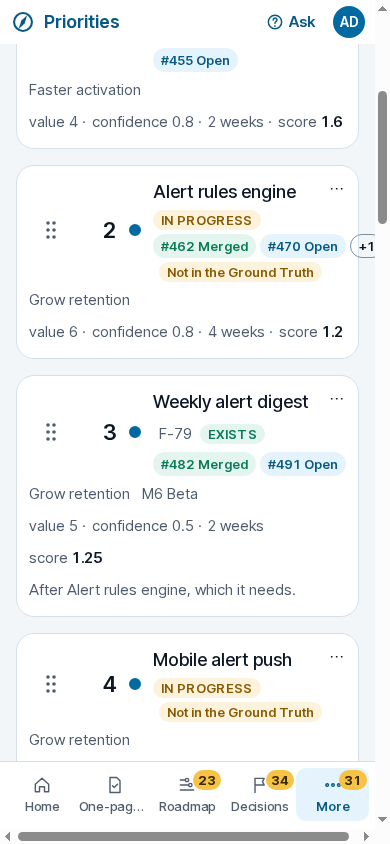 Priorities
Ask
AD
#455 Open
Faster activation
value 4 · confidence 0.8 · 2 weeks · score 1.6
Alert rules engine ...
2
IN PROGRESS
#462 Merged #470 Open +1
Not in the Ground Truth
Grow retention
value 6 · confidence 0.8 · 4 weeks · score 1.2
Weekly alert digest ...
3
F-79 EXISTS
#482 Merged #491 Open
Grow retention M6 Beta
value 5 · confidence 0.5 · 2 weeks
score 1.25
After Alert rules engine, which it needs.
Mobile alert push ...
4
IN PROGRESS
Not in the Ground Truth
Grow retention
23 34 31
Home One-pag... Roadmap Decisions More